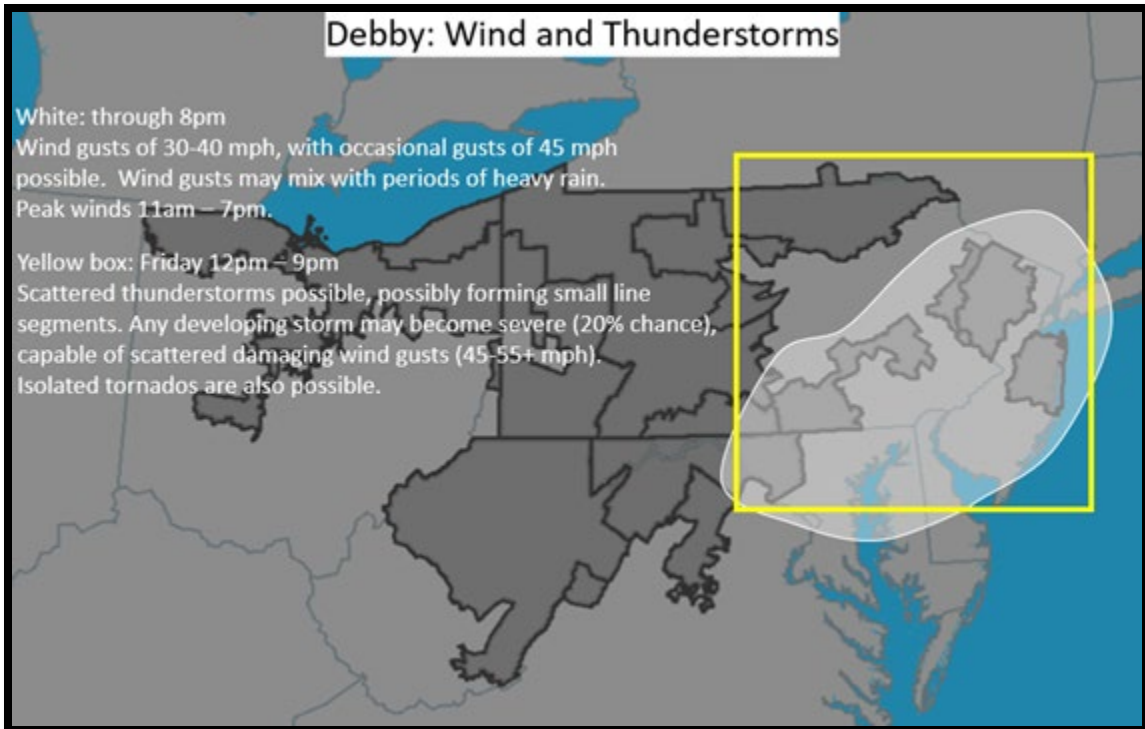 Debby: Wind and Thunderstorms
White: through 8pm
Wind gusts of 30-40 mph, with occasional gusts of 45 mph
possible.  Wind gusts may mix with periods of heavy rain.
Peak winds 11am – 7pm.
Yellow box: Friday 12pm – 9pm
Scattered thunderstorms possible, possibly forming small line
segments. Any developing storm may become severe (20% chance),
capable of scattered damaging wind gusts (45-55+ mph).
Isolated tornados are also possible.